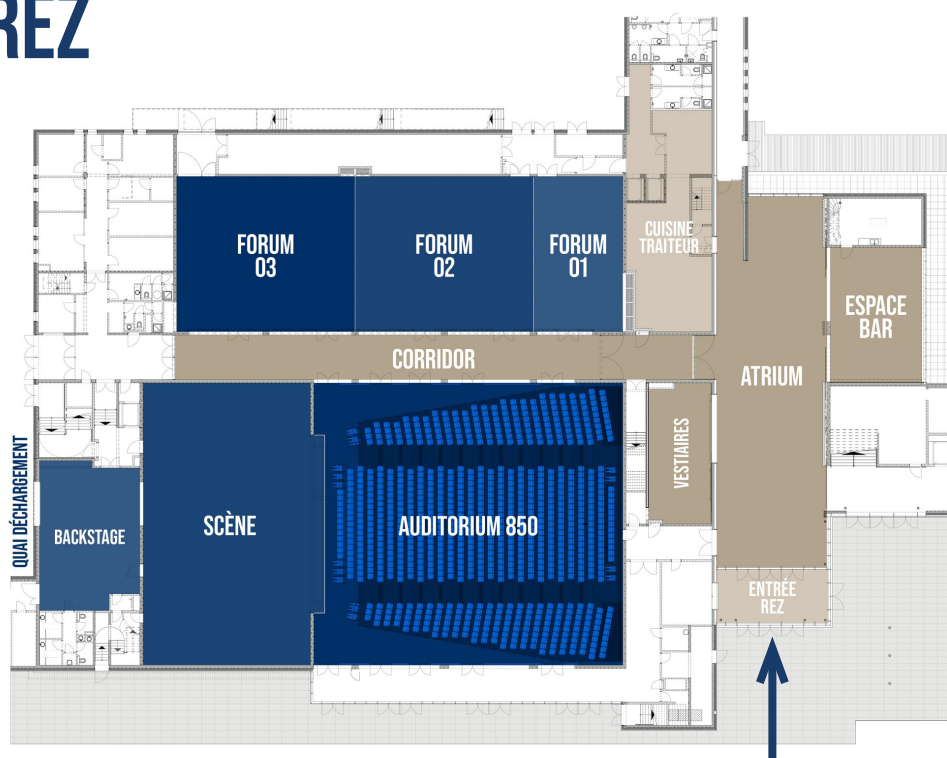 REZ
FORUM
03
FORUM
02
FORUM
01
CUISINE
TRAITEUR
ESPACE
BAR
CORRIDOR
ATRIUM
VESTIAIRES
QUAI DÉCHARGEMENT
BACKSTAGE
SCÈNE
AUDITORIUM 850
ENTRÉE
REZ